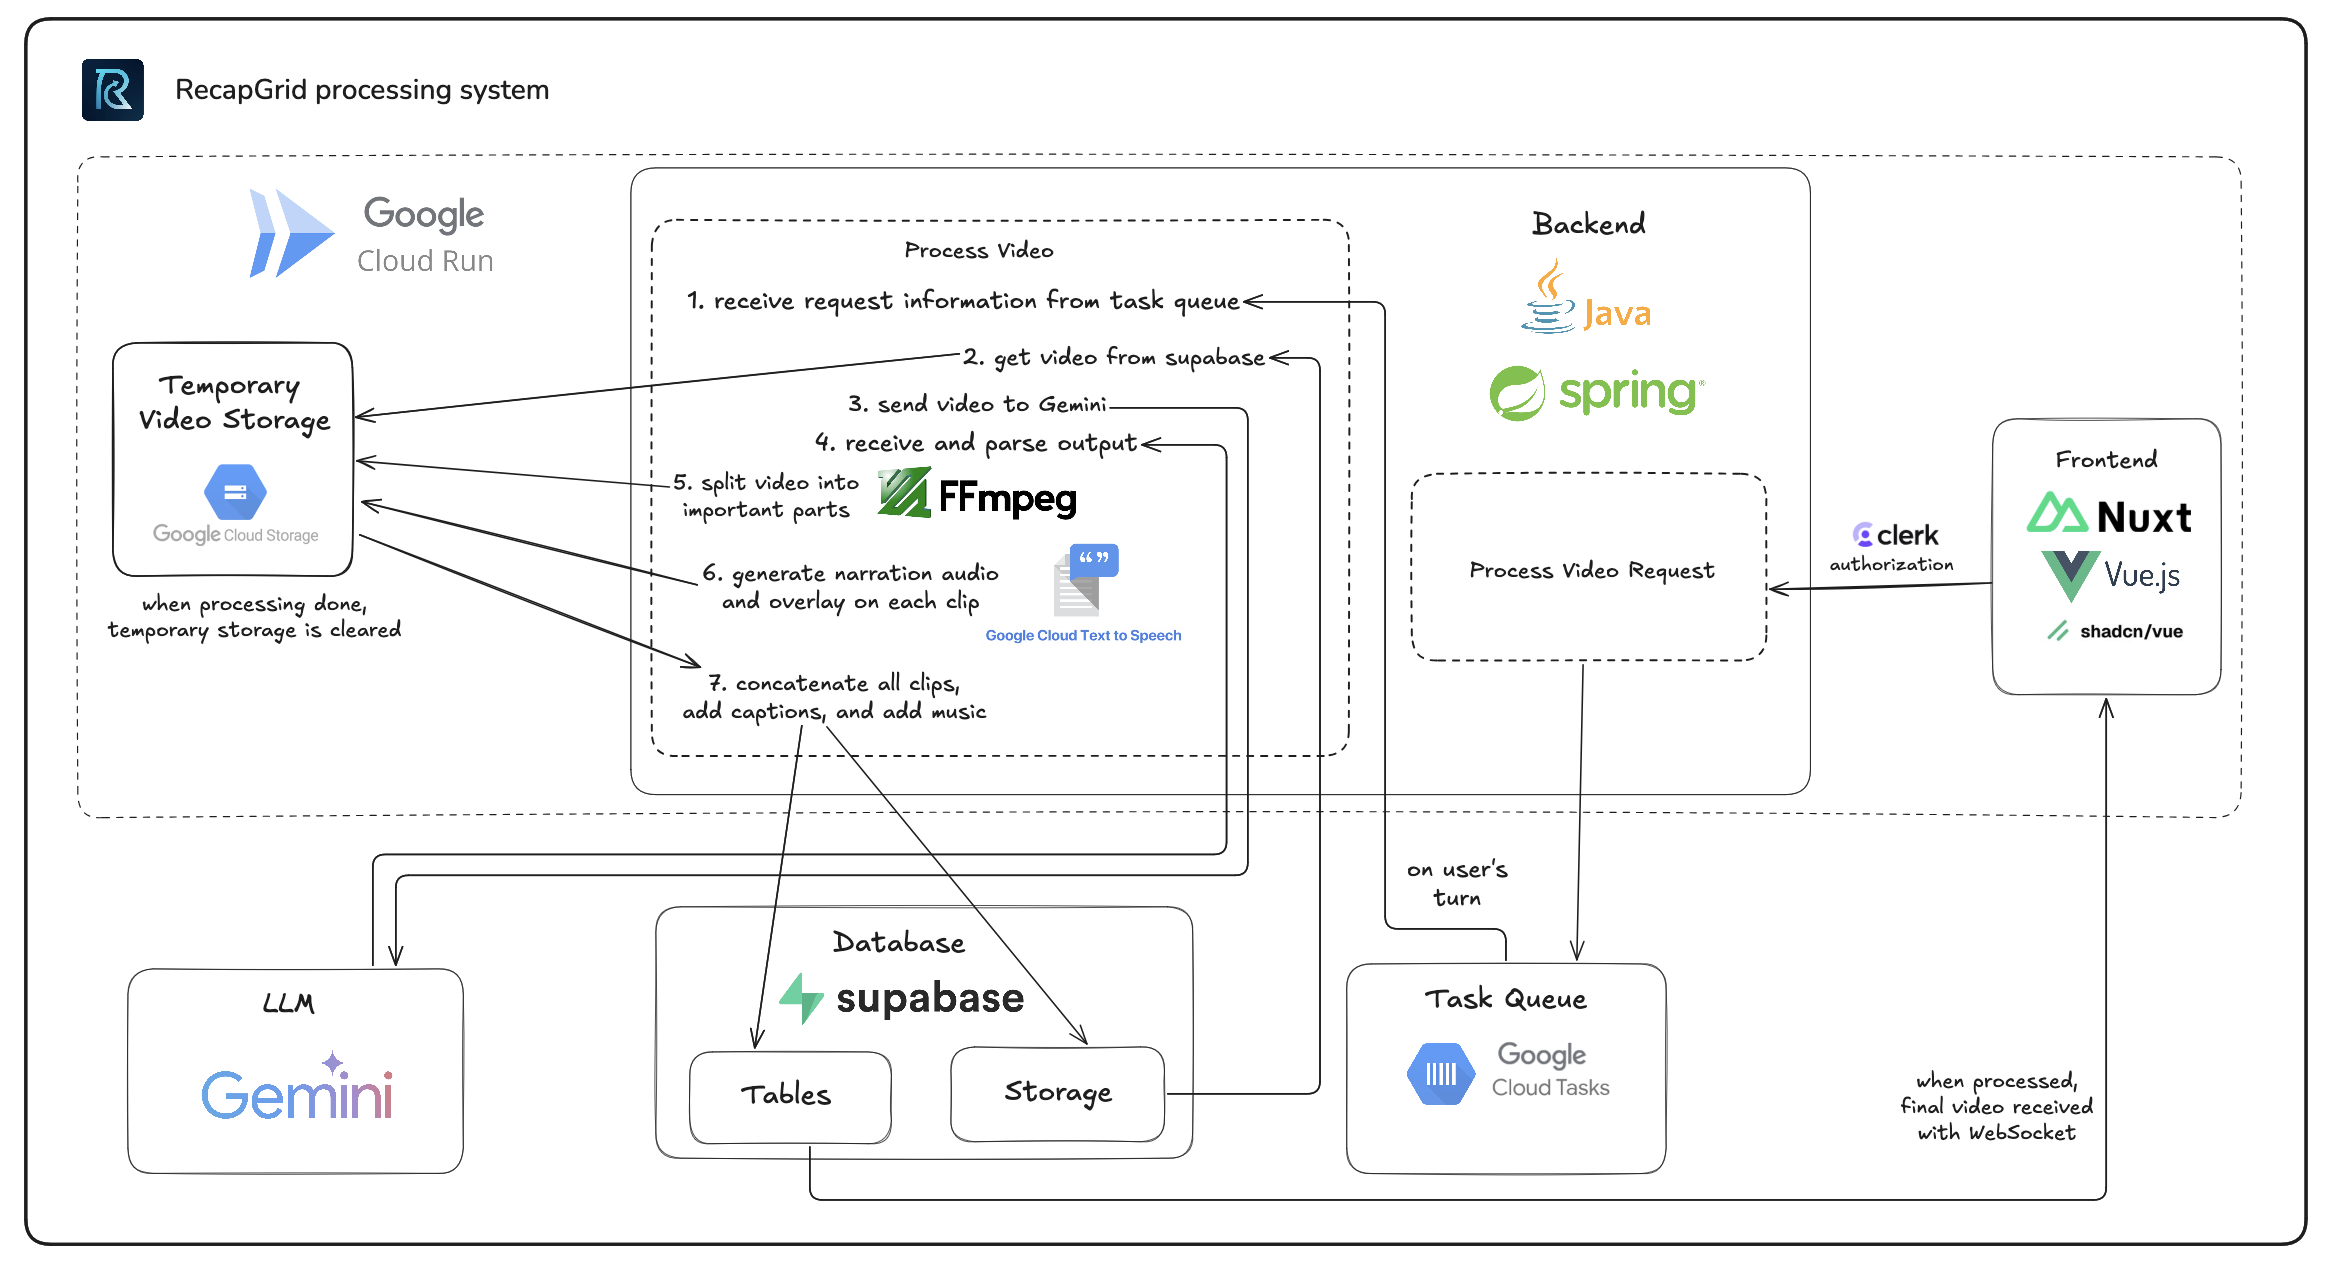 RecapGrid processing system
Google
Cloud Run
Process Video
1. receive request information from task queue
2. get video from supabase
3. send video to Gemini
4. receive and parse output
5. split video into
important parts
FFmpeg
6. generate narration audio
and overlay on each clip
Google Cloud Text to Speech
7. concatenate all clips,
add captions, and add music
Temporary
Video Storage
Google Cloud Storage
when processing done,
temporary storage is cleared
Backend
Java
spring
Process Video Request
clerk
authorization
Frontend
Nuxt
Vue.js
shadcn/vue
LLM
Gemini
Database
supabase
Tables
Storage
on user's
turn
Task Queue
Google
Cloud Tasks
when processed,
final video received
with WebSocket